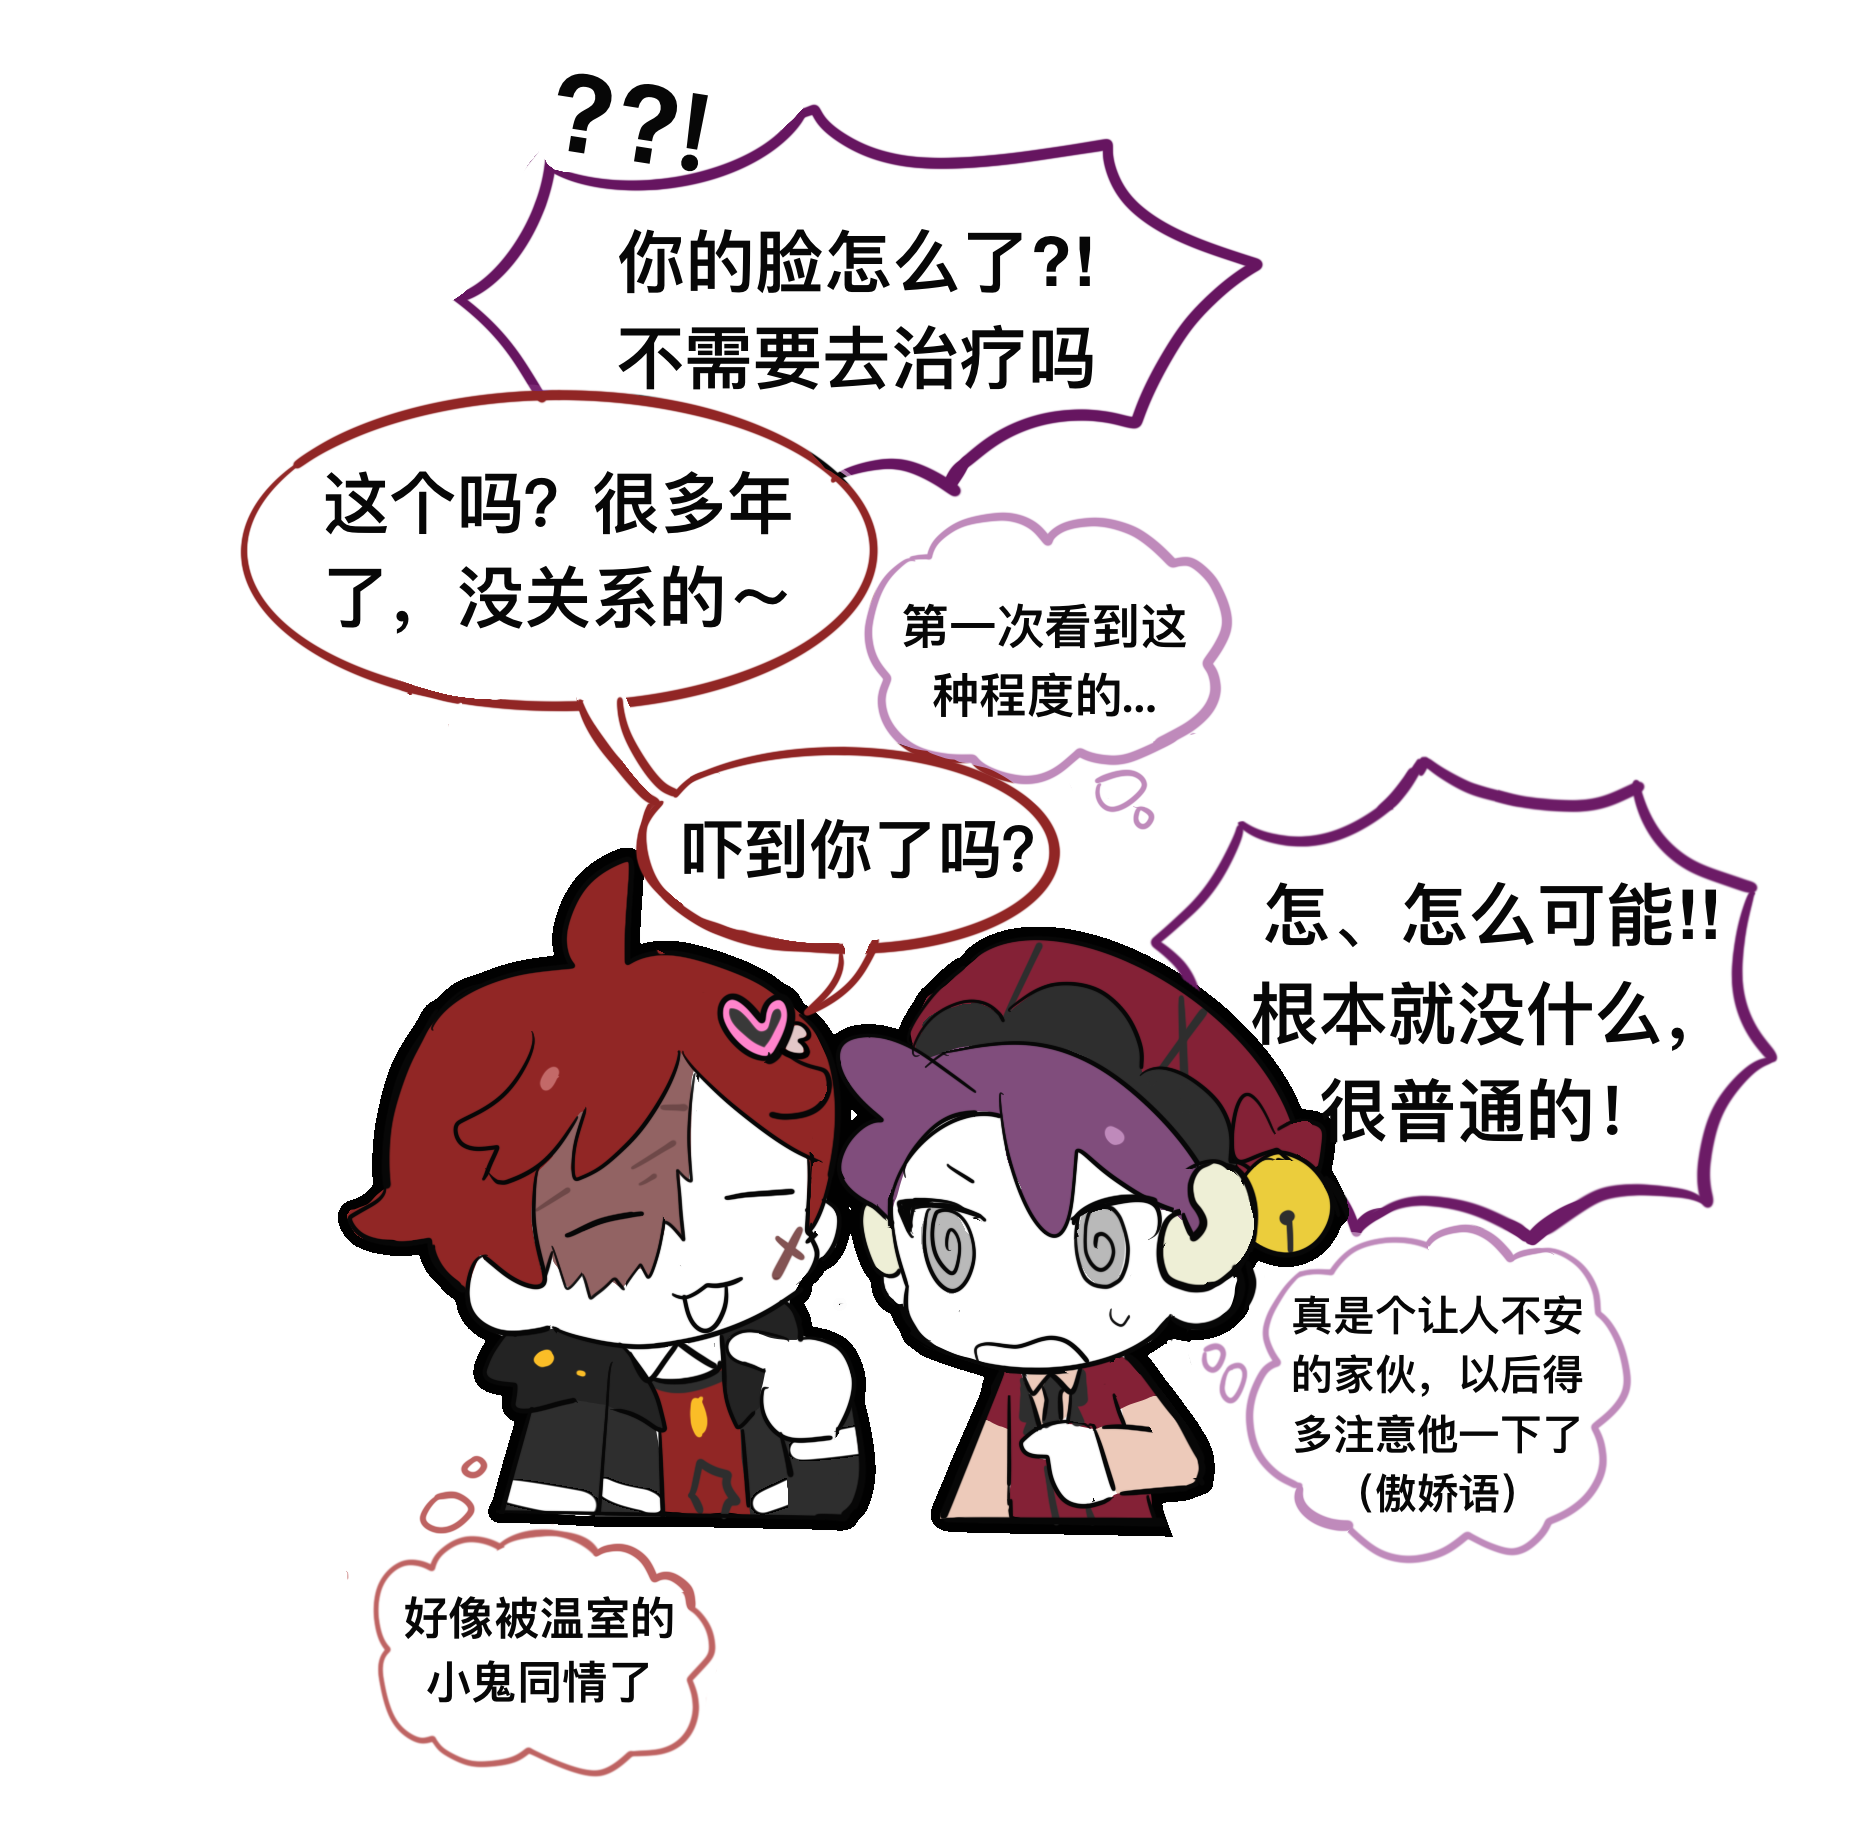 ??!
你的脸怎么了?!
不需要去治疗吗
这个吗？很多年
了，没关系的～
第一次看到这
种程度的...
吓到你了吗?
怎、怎么可能!!
根本就没什么，
很普通的！
真是个让人不安
的家伙，以后得
多注意他一下了
（傲娇语）
好像被温室的
小鬼同情了